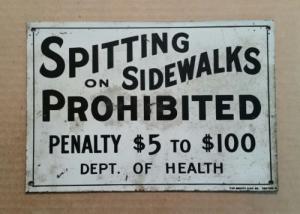 SPITTING
ON SIDEWALKS
PROHIBITED
PENALTY $5 TO $100
DEPT. OF HEALTH